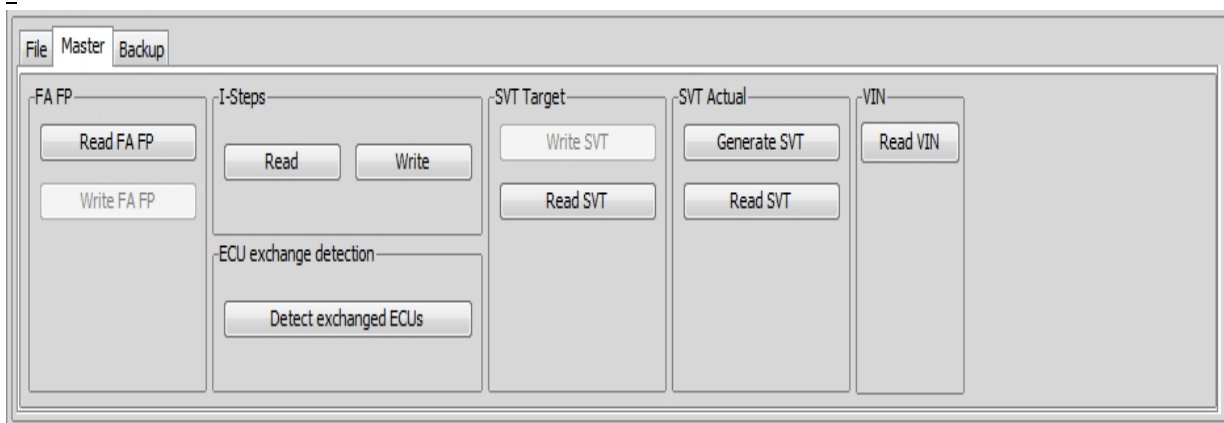 File Master Backup
FA FP
Read FA FP
Write FA FP
I-Steps
Read Write
ECU exchange detection
Detect exchanged ECUs
SVT Target
Write SVT
Read SVT
SVT Actual
Generate SVT
Read SVT
VIN
Read VIN